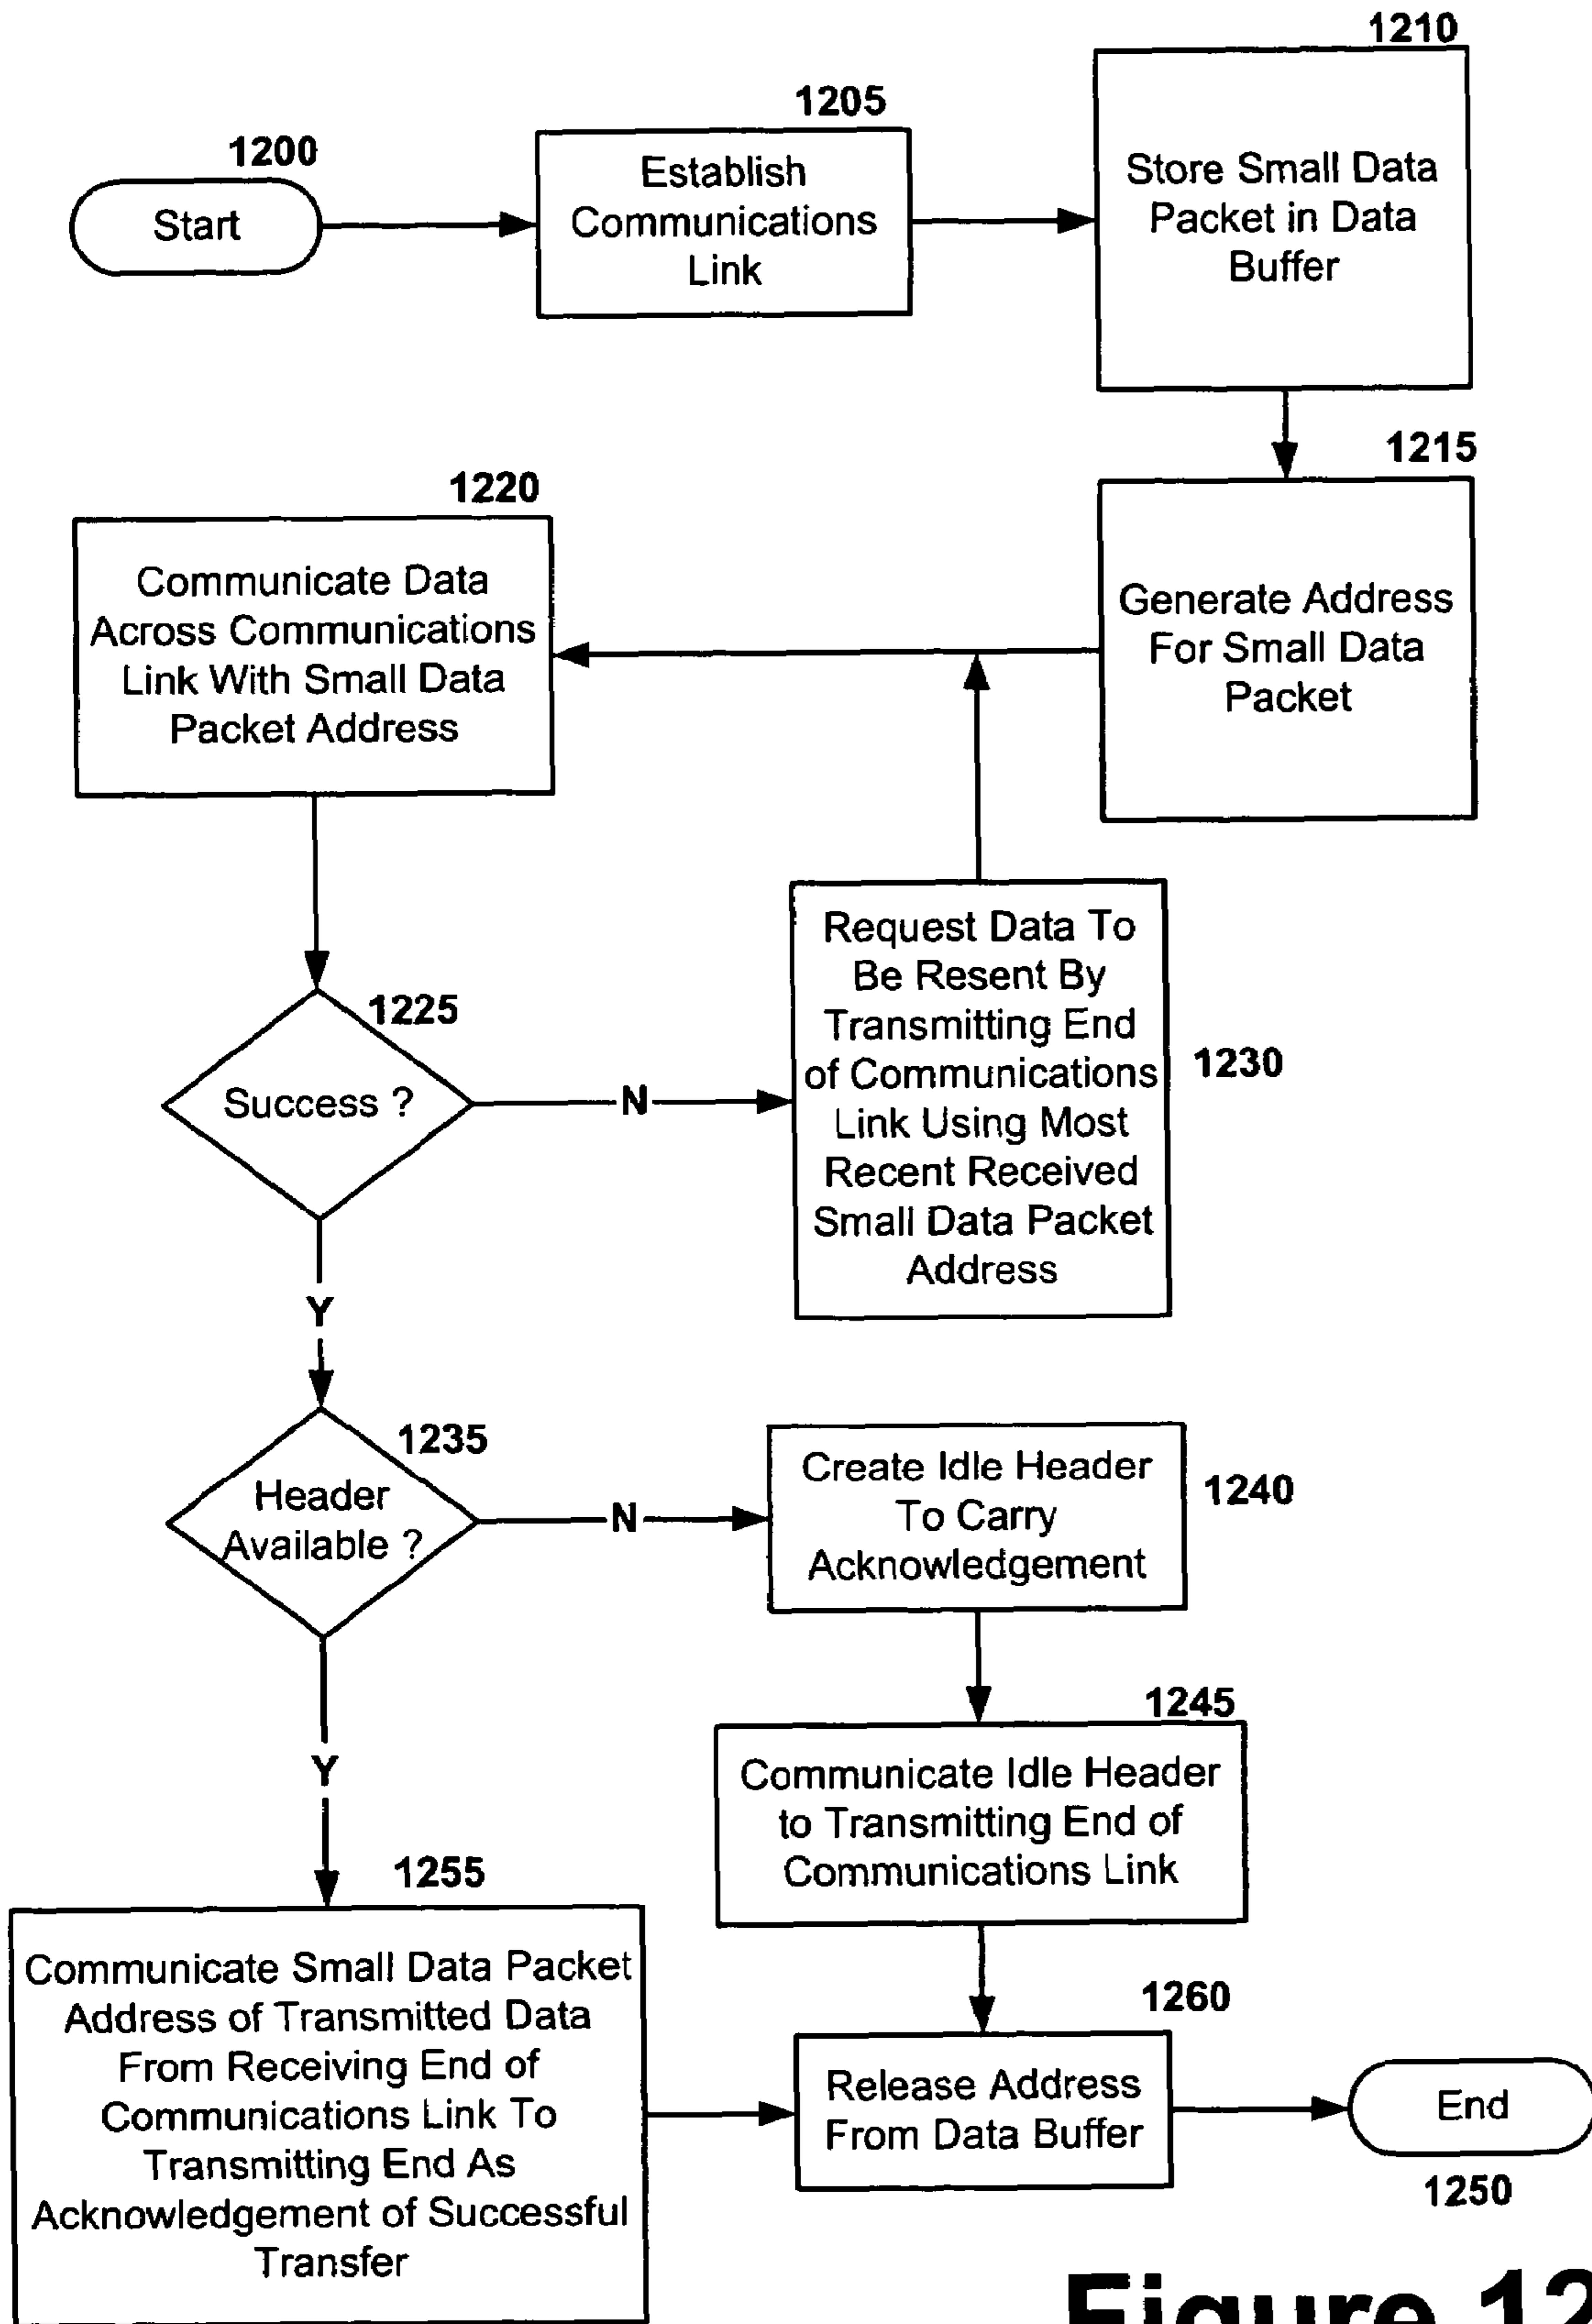 1200
Start
1205
Establish
Communications
Link
1210
Store Small Data
Packet in Data
Buffer
1215
Generate Address
For Small Data
Packet
1220
Communicate Data
Across Communications
Link With Small Data
Packet Address
1225
Success ?
N
Request Data To
Be Resent By
Transmitting End
of Communications
Link Using Most
Recent Received
Small Data Packet
Address
1230
Y
1235
Header
Available ?
N
Create Idle Header
To Carry
Acknowledgement
1240
1245
Communicate Idle Header
to Transmitting End of
Communications Link
Y
1255
Communicate Small Data Packet
Address of Transmitted Data
From Receiving End of
Communications Link To
Transmitting End As
Acknowledgement of Successful
Transfer
1260
Release Address
From Data Buffer
End
1250
Figure 12